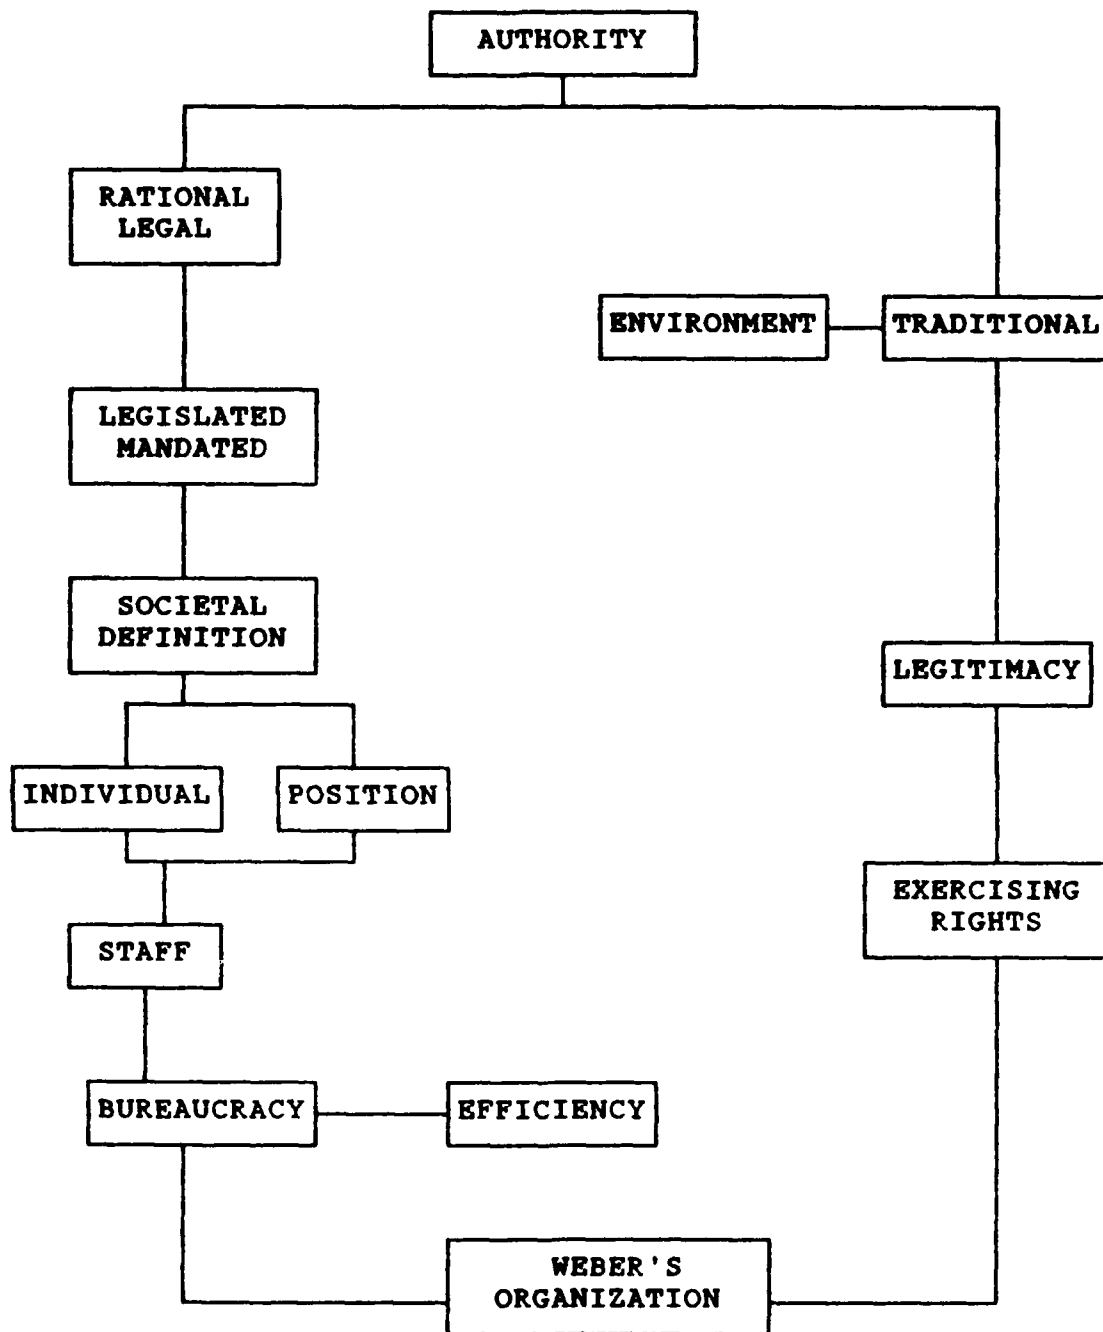 AUTHORITY
RATIONAL
LEGAL
ENVIRONMENT
TRADITIONAL
LEGISLATED
MANDATED
SOCIETAL
DEFINITION
LEGITIMACY
INDIVIDUAL
POSITION
EXERCISING
RIGHTS
STAFF
BUREAUCRACY
EFFICIENCY
WEBER'S
ORGANIZATION